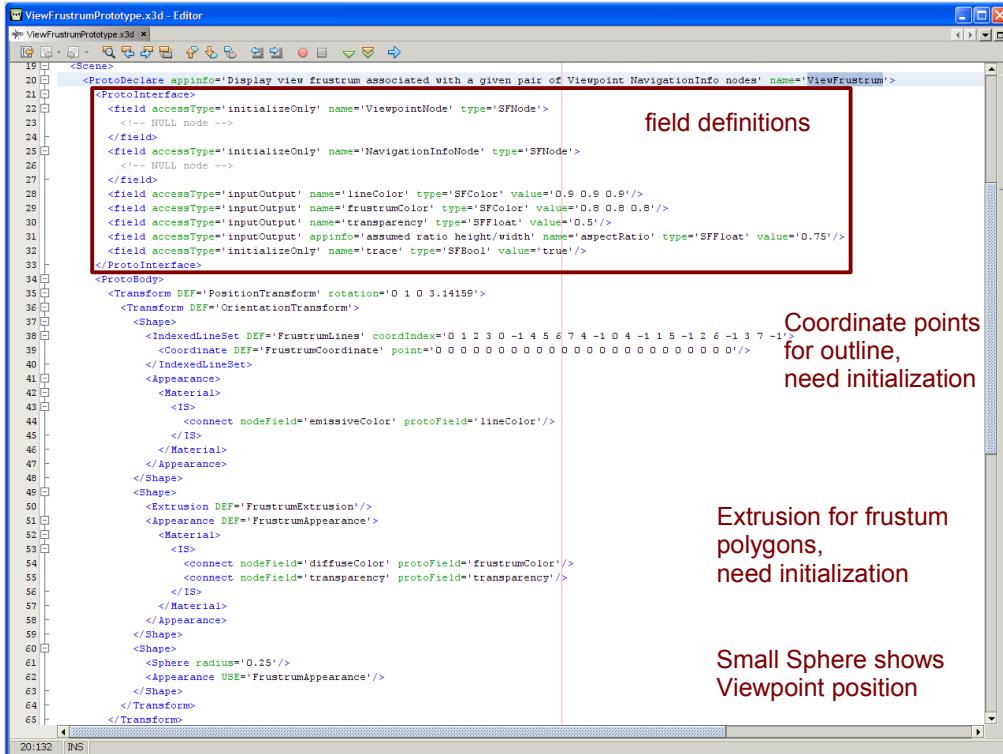 ViewFrustrumPrototype.x3d - Editor
ViewFrustrumPrototype.x3d
19 <Scene>
20 <ProtoDeclare appinfo='Display view frustrum associated with a given pair of Viewpoint NavigationInfo nodes' name='ViewFrustrum'>
21 <ProtoInterface>
22 <field accessType='initializeOnly' name='ViewpointNode' type='SFNode'>
23 <!-- NULL node -->
24 </field>
25 <field accessType='initializeOnly' name='NavigationInfoNode' type='SFNode'>
26 <!-- NULL node -->
27 </field>
28 <field accessType='inputOutput' name='lineColor' type='SFColor' value='0.9 0.9 0.9'/>
29 <field accessType='inputOutput' name='frustrumColor' type='SFColor' value='0.8 0.8 0.8'/>
30 <field accessType='inputOutput' name='transparency' type='SFFloat' value='0.5'/>
31 <field accessType='inputOutput' appinfo='assumed ratio height/width' name='aspectRatio' type='SFFloat' value='0.75'/>
32 <field accessType='initializeOnly' name='trace' type='SFBool' value='true'/>
33 </ProtoInterface>
field definitions
34 <ProtoBody>
35 <Transform DEF='PositionTransform' rotation='0 1 0 3.14159'>
36 <Transform DEF='OrientationTransform'>
37 <Shape>
38 <IndexedLineSet DEF='FrustrumLines' coordIndex='0 1 2 3 0 -1 4 5 6 7 4 -1 0 4 -1 1 5 -1 2 6 -1 3 7 -1'>
39 <Coordinate DEF='FrustrumCoordinate' point='0 0 0 0 0 0 0 0 0 0 0 0 0 0 0 0 0 0 0 0 0 0 0 0'/>
40 </IndexedLineSet>
Coordinate points
for outline,
need initialization
41 <Appearance>
42 <Material>
43 <IS>
44 <connect nodeField='emissiveColor' protoField='lineColor'/>
45 </IS>
46 </Material>
47 </Appearance>
48 </Shape>
49 <Shape>
50 <Extrusion DEF='FrustrumExtrusion'/>
51 <Appearance DEF='FrustrumAppearance'>
52 <Material>
53 <IS>
54 <connect nodeField='diffuseColor' protoField='frustrumColor'/>
55 <connect nodeField='transparency' protoField='transparency'/>
56 </IS>
57 </Material>
58 </Appearance>
59 </Shape>
Extrusion for frustum
polygons,
need initialization
60 <Shape>
61 <Sphere radius='0.25'/>
62 <Appearance USE='FrustrumAppearance'/>
63 </Shape>
64 </Transform>
65 </Transform>
Small Sphere shows
Viewpoint position
20:132 INS